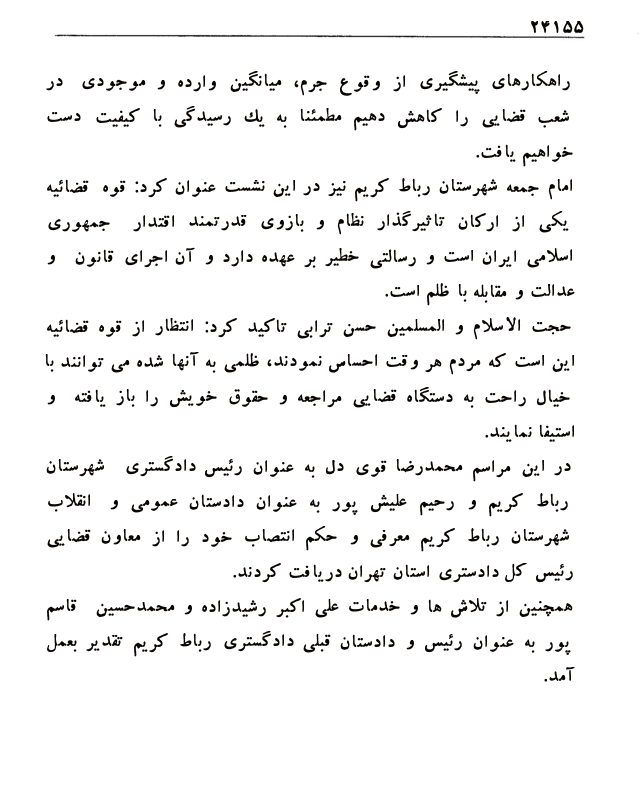 ۲۴۱۵۵
راهکارهای پیشگیری از وقوع جرم، میانگین وارده و موجودی در
شعب قضایی را کاهش دهیم مطمئنا به یك رسیدگی با کیفیت دست
خواهیم یافت.
امام جمعه شهرستان رباط کریم نیز در این نشست عنوان کرد: قوه قضائیه
یکی از ارکان تاثیرگذار نظام و بازوی قدرتمند اقتدار جمهوری
اسلامی ایران است و رسالتی خطیر بر عهده دارد و آن اجرای قانون و
عدالت و مقابله با ظلم است.
حجت الاسلام و المسلمین حسن ترابی تاکید کرد: انتظار از قوه قضائیه
این است که مردم هر وقت احساس نمودند، ظلمی به آنها شده می توانند با
خیال راحت به دستگاه قضایی مراجعه و حقوق خویش را باز یافته و
استیفا نمایند.
در این مراسم محمدرضا قوی دل به عنوان رئیس دادگستری شهرستان
رباط کریم و رحیم علیش پور به عنوان دادستان عمومی و انقلاب
شهرستان رباط کریم معرفی و حکم انتصاب خود را از معاون قضایی
رئیس کل دادستری استان تهران دریافت کردند.
همچنین از تلاش ها و خدمات علی اکبر رشیدزاده و محمدحسین قاسم
پور به عنوان رئیس و دادستان قبلی دادگستری رباط کریم تقدیر بعمل
آمد.